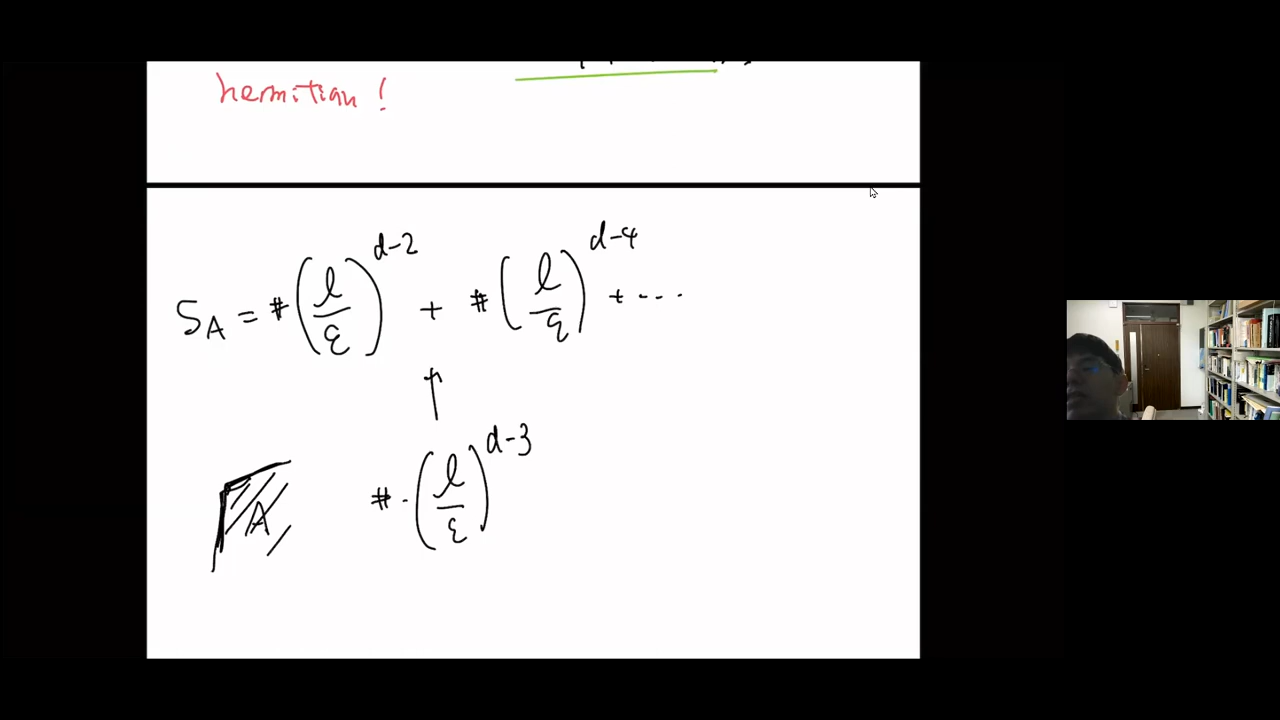 hermitian !
S_A = # (l/ε)^{d-2} + # (l/ε)^{d-4} + ...
↑
A # · (l/ε)^{d-3}